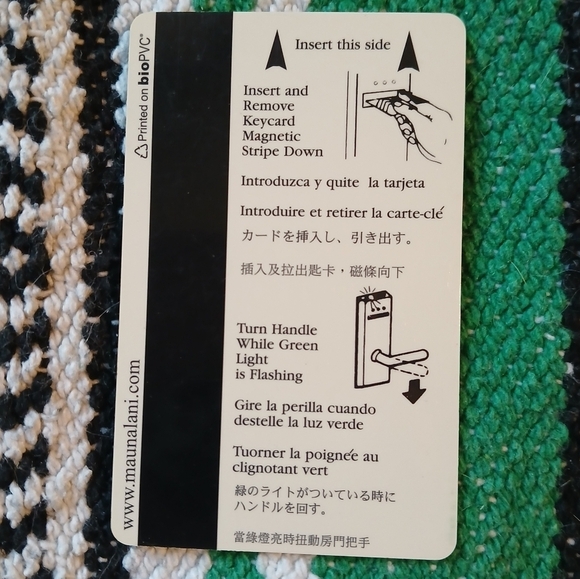 Printed on bioPVC®
www.maunalani.com
Insert this side
Insert and
Remove
Keycard
Magnetic
Stripe Down
Introduzca y quite la tarjeta
Introduire et retirer la carte-clé
カードを挿入し、引き出す。
插入及拉出匙卡，磁條向下
Turn Handle
While Green
Light
is Flashing
Gire la perilla cuando
destelle la luz verde
Tuorner la poignée au
clignotant vert
緑のライトがついている時に
ハンドルを回す。
當綠燈亮時扭動房門把手